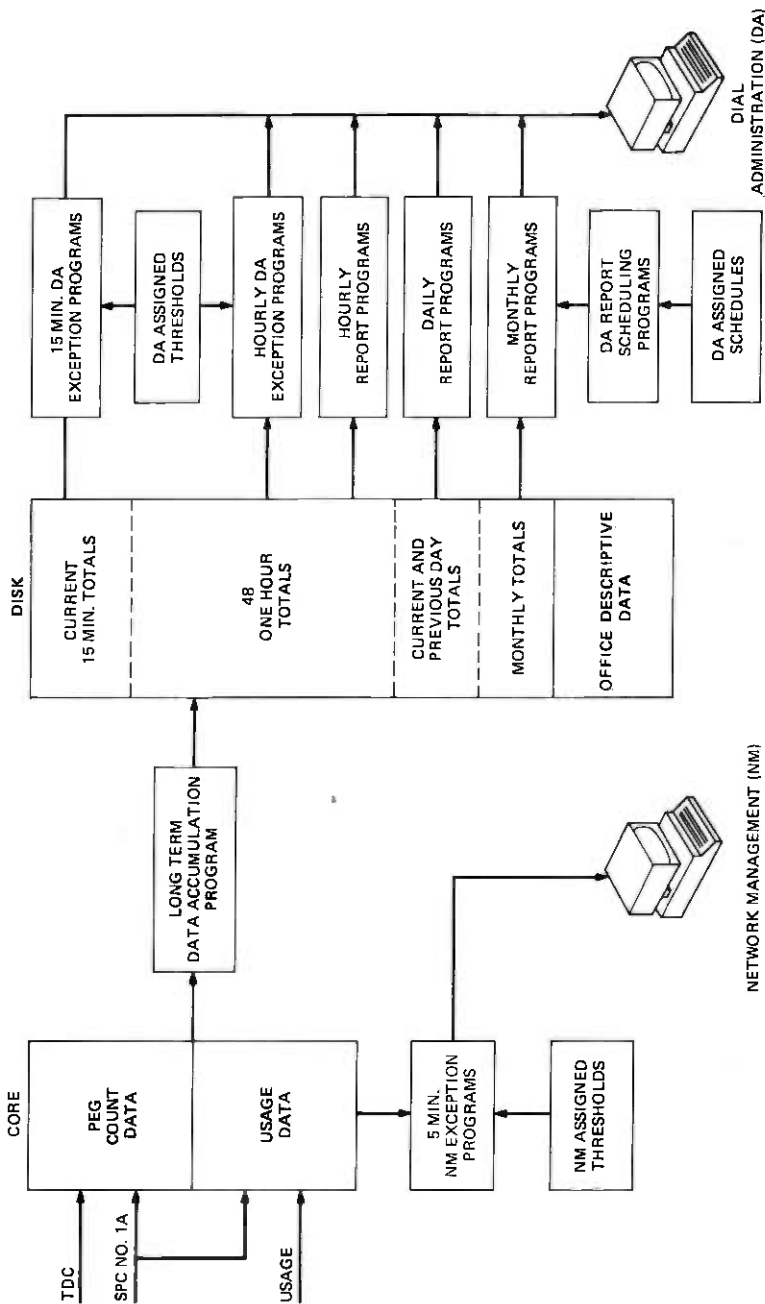 TDC
SPC NO. 1A
USAGE
CORE
PEG
COUNT
DATA
USAGE
DATA
5 MIN.
NM EXCEPTION
PROGRAMS
NM ASSIGNED
THRESHOLDS
NETWORK MANAGEMENT (NM)
LONG TERM
DATA ACCUMULATION
PROGRAM
DISK
CURRENT
15 MIN. TOTALS
48
ONE HOUR
TOTALS
CURRENT AND
PREVIOUS DAY
TOTALS
MONTHLY TOTALS
OFFICE DESCRIPTIVE
DATA
15 MIN. DA
EXCEPTION PROGRAMS
DA ASSIGNED
THRESHOLDS
HOURLY DA
EXCEPTION PROGRAMS
HOURLY
REPORT PROGRAMS
DAILY
REPORT PROGRAMS
MONTHLY
REPORT PROGRAMS
DA REPORT
SCHEDULING
PROGRAMS
DA ASSIGNED
SCHEDULES
DIAL
ADMINISTRATION (DA)